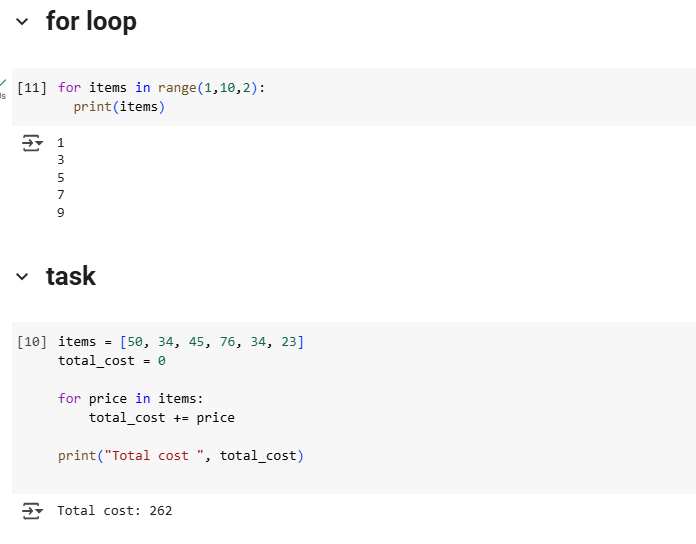 for loop
[11] for items in range(1,10,2):
print(items)
0s
1
3
5
7
9
task
[10] items = [50, 34, 45, 76, 34, 23]
total_cost = 0
for price in items:
total_cost += price
print("Total cost ", total_cost)
Total cost: 262